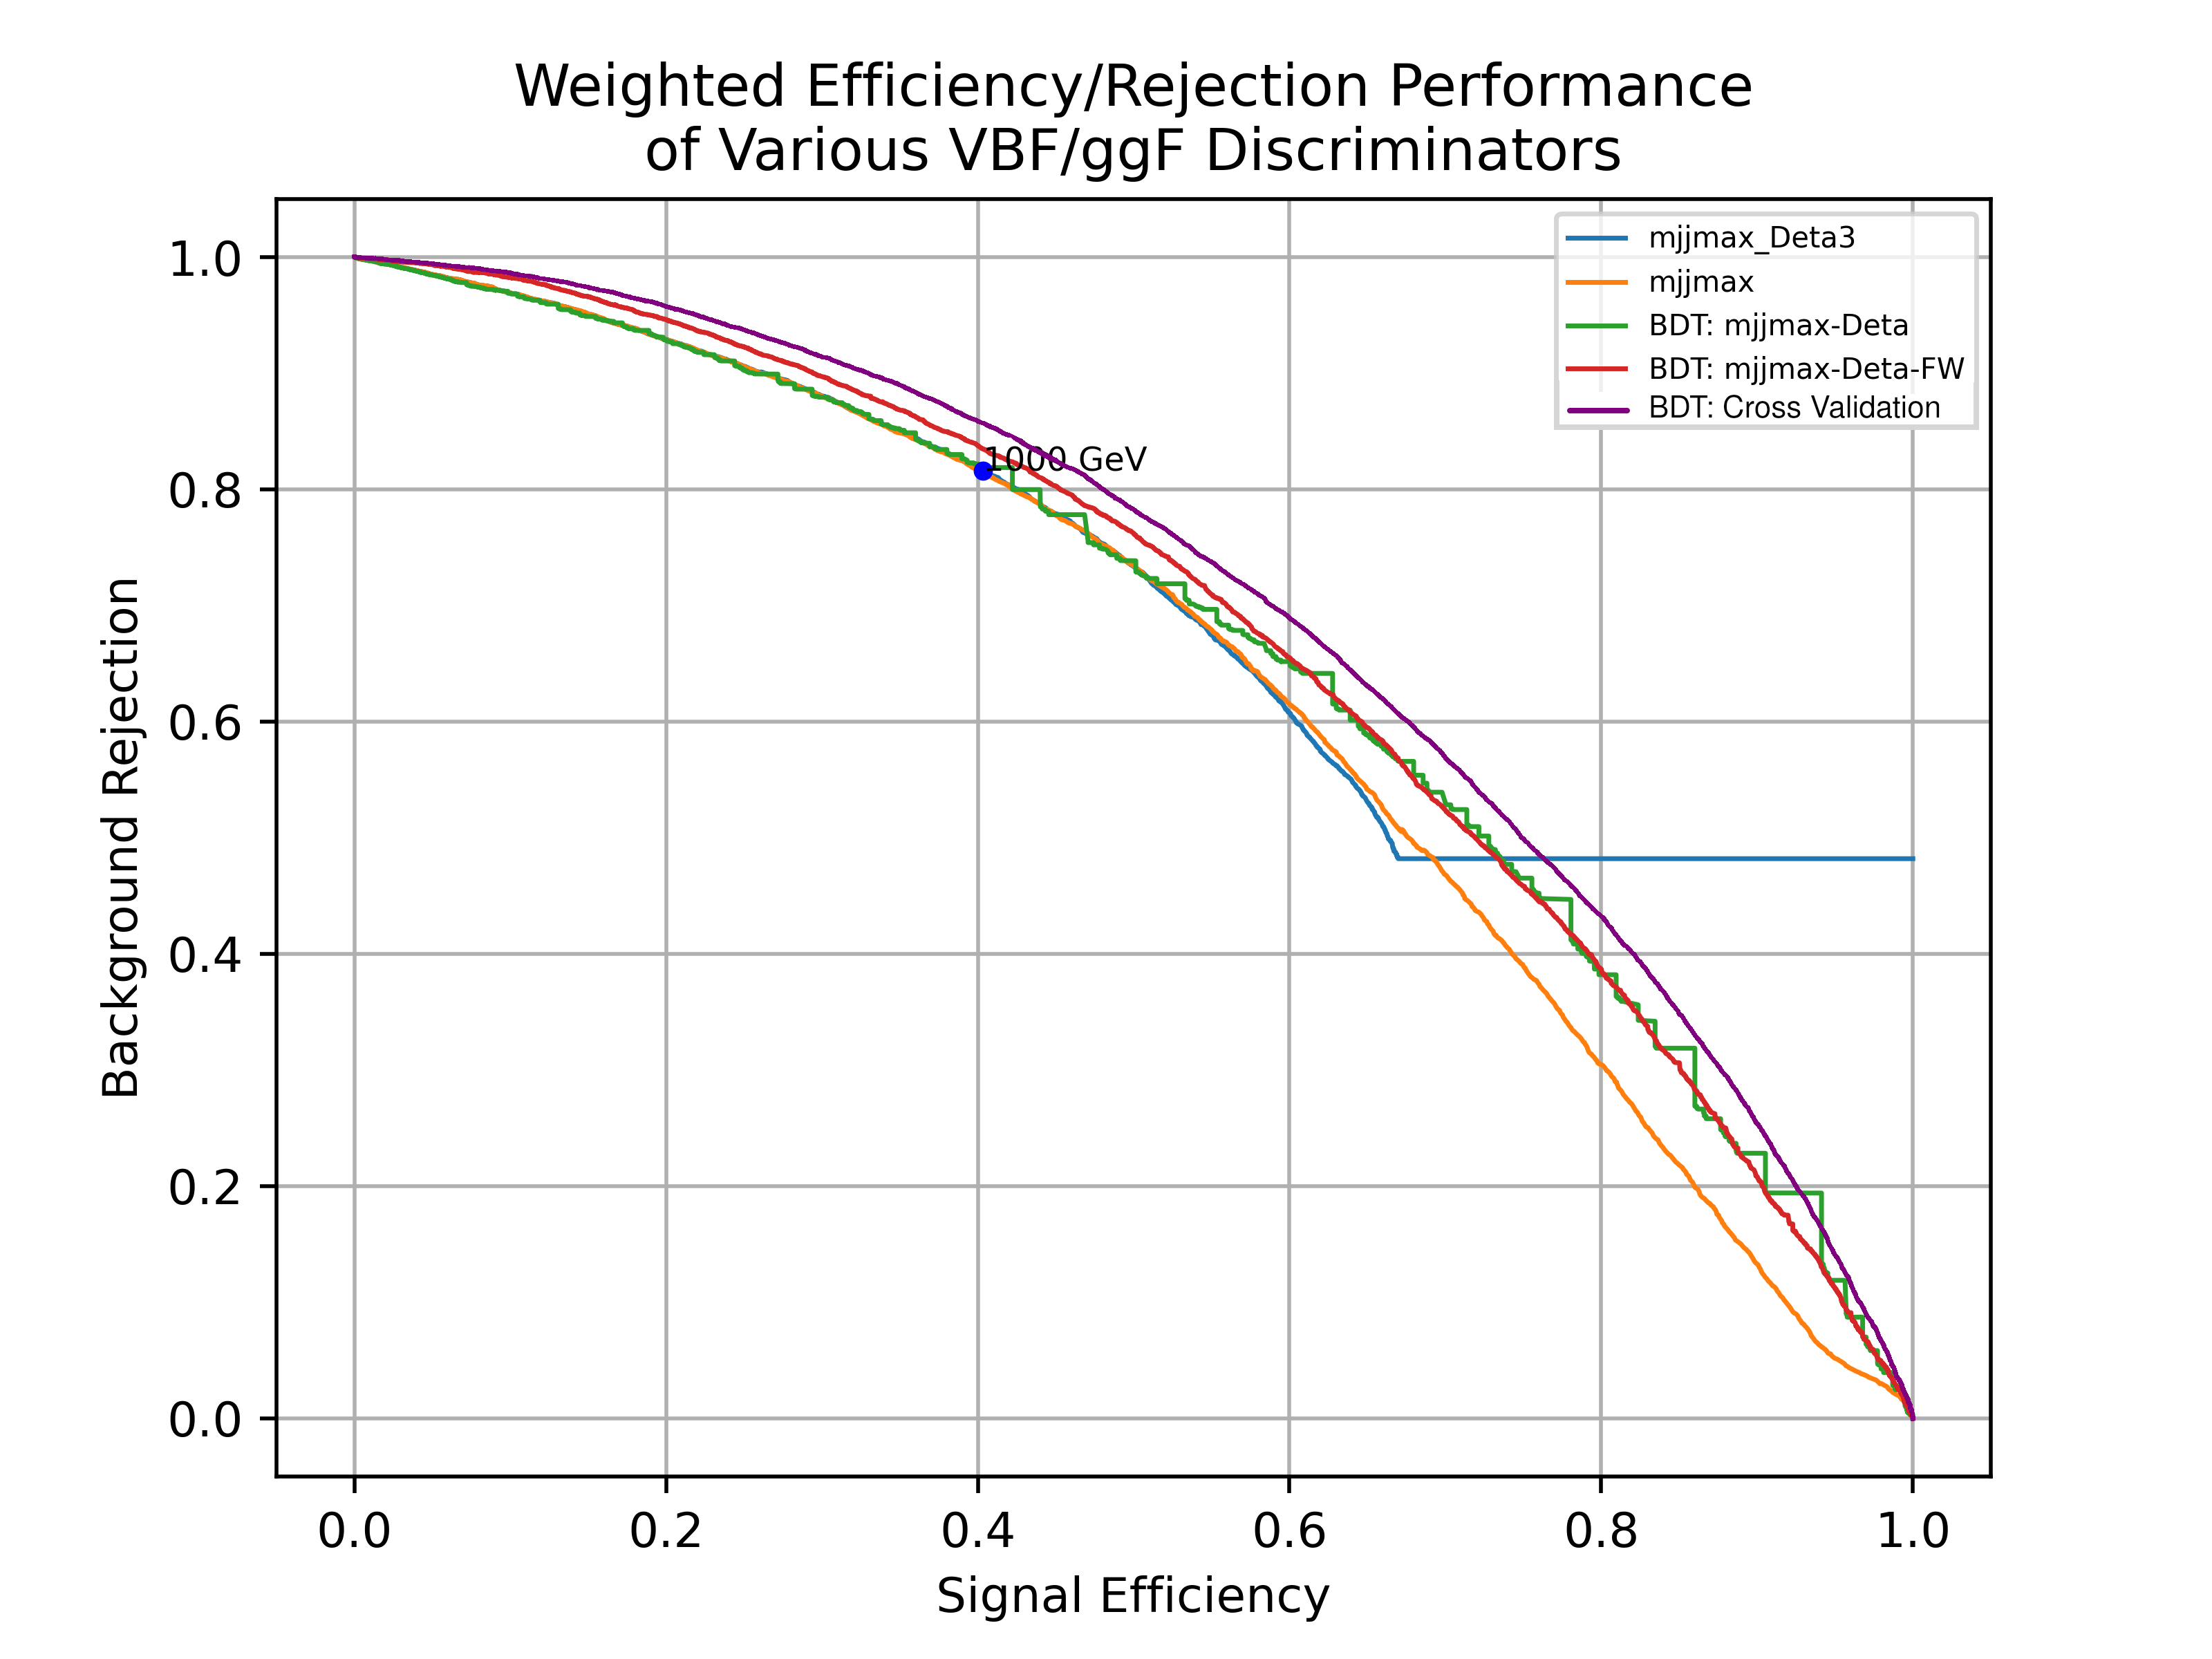 Weighted Efficiency/Rejection Performance
of Various VBF/ggF Discriminators
mjjmax_Deta3
mjjmax
BDT: mjjmax-Deta
BDT: mjjmax-Deta-FW
BDT: Cross Validation
1000 GeV
Background Rejection
1.0
0.8
0.6
0.4
0.2
0.0
0.0 0.2 0.4 0.6 0.8 1.0
Signal Efficiency